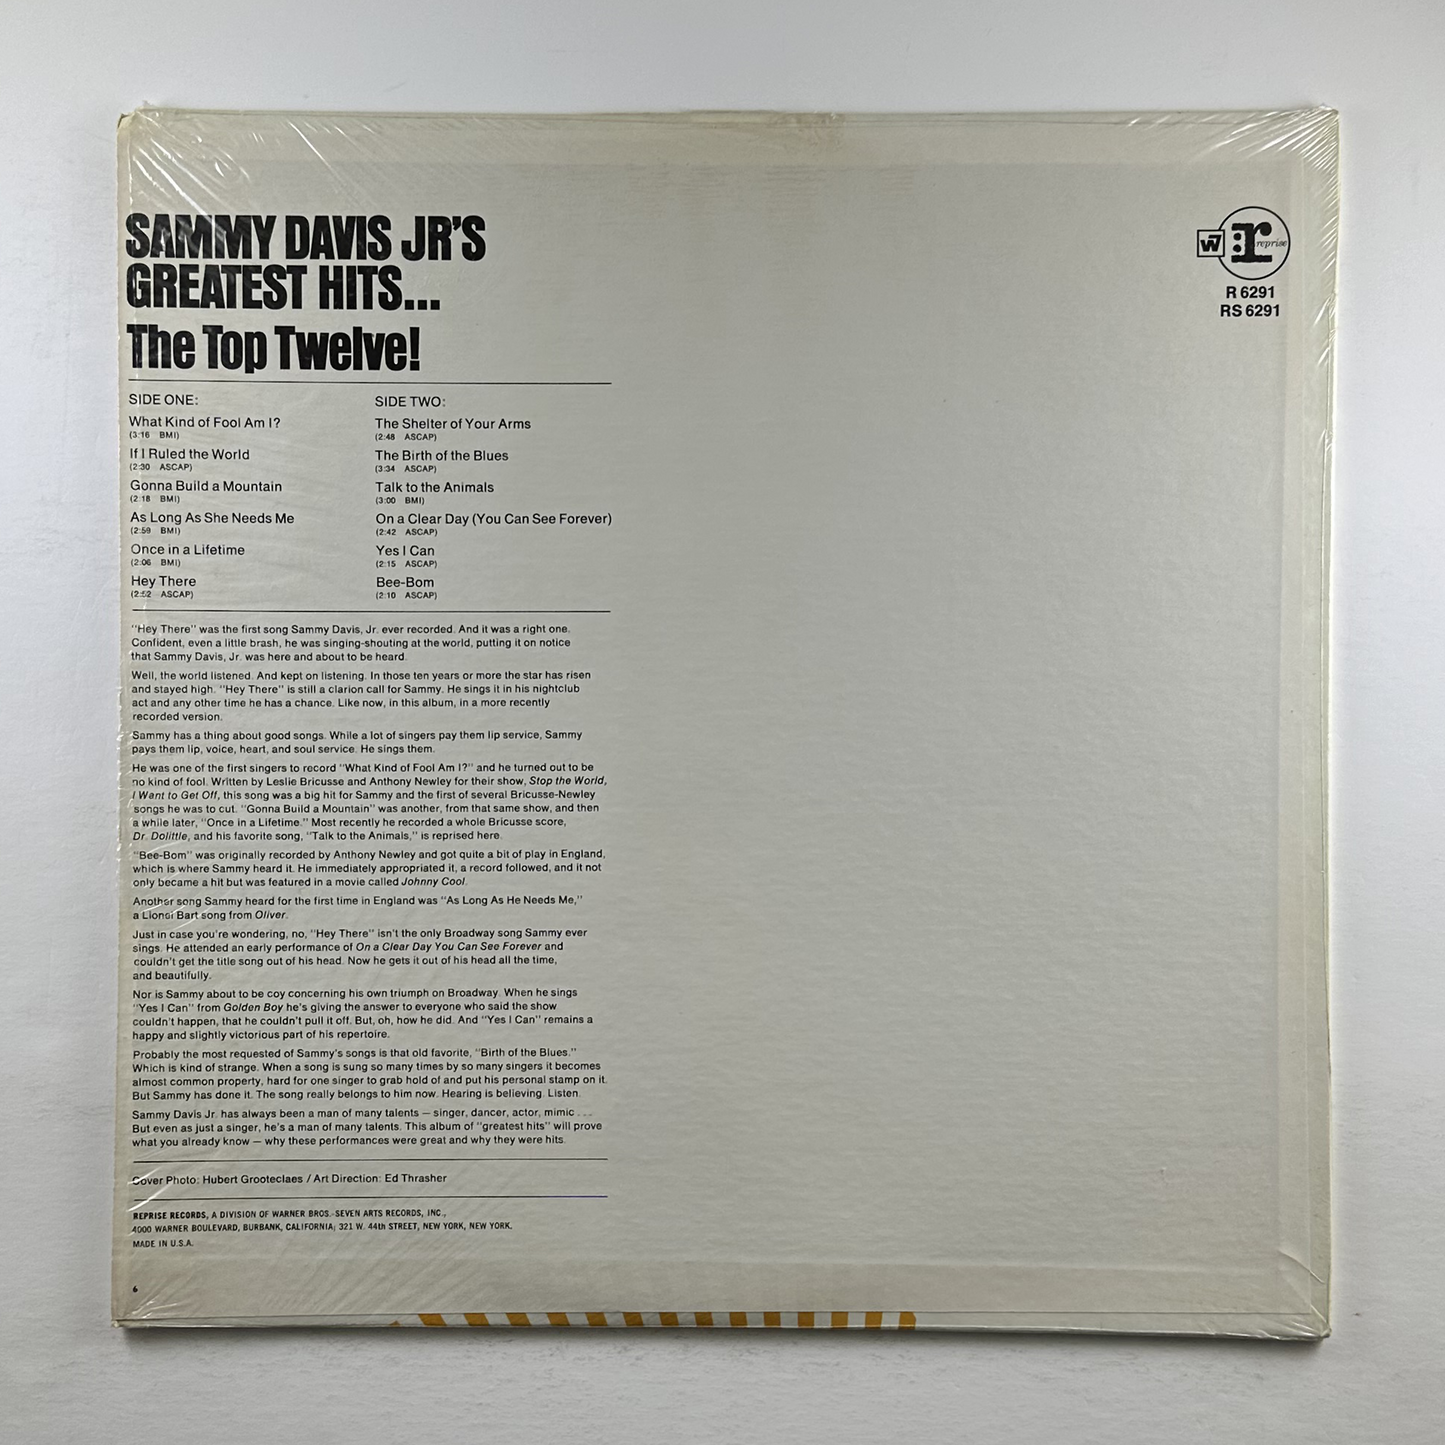 SAMMY DAVIS JR'S
GREATEST HITS...
The Top Twelve!
w7
r: reprise
R 6291
RS 6291
SIDE ONE:
What Kind of Fool Am I?
(3:16 BMI)
If I Ruled the World
(2:30 ASCAP)
Gonna Build a Mountain
(2:18 BMI)
As Long As She Needs Me
(2:59 BMI)
Once in a Lifetime
(2:06 BMI)
Hey There
(2:52 ASCAP)
SIDE TWO:
The Shelter of Your Arms
(2:48 ASCAP)
The Birth of the Blues
(3:34 ASCAP)
Talk to the Animals
(3:00 BMI)
On a Clear Day (You Can See Forever)
(2:42 ASCAP)
Yes I Can
(2:15 ASCAP)
Bee-Bom
(2:10 ASCAP)
"Hey There" was the first song Sammy Davis, Jr. ever recorded. And it was a right one.
Confident, even a little brash, he was singing-shouting at the world, putting it on notice
that Sammy Davis, Jr. was here and about to be heard.
Well, the world listened. And kept on listening. In those ten years or more the star has risen
and stayed high. "Hey There" is still a clarion call for Sammy. He sings it in his nightclub
act and any other time he has a chance. Like now, in this album, in a more recently
recorded version.
Sammy has a thing about good songs. While a lot of singers pay them lip service, Sammy
pays them lip, voice, heart, and soul service. He sings them.
He was one of the first singers to record "What Kind of Fool Am I?" and he turned out to be
no kind of fool. Written by Leslie Bricusse and Anthony Newley for their show, Stop the World,
I Want to Get Off, this song was a big hit for Sammy and the first of several Bricusse-Newley
songs he was to cut. "Gonna Build a Mountain" was another, from that same show, and then
a while later, "Once in a Lifetime." Most recently he recorded a whole Bricusse score,
Dr. Dolittle, and his favorite song, "Talk to the Animals," is reprised here.
"Bee-Bom" was originally recorded by Anthony Newley and got quite a bit of play in England,
which is where Sammy heard it. He immediately appropriated it, a record followed, and it not
only became a hit but was featured in a movie called Johnny Cool.
Another song Sammy heard for the first time in England was "As Long As He Needs Me,"
a Lionel Bart song from Oliver.
Just in case you're wondering, no, "Hey There" isn't the only Broadway song Sammy ever
sings. He attended an early performance of On a Clear Day You Can See Forever and
couldn't get the title song out of his head. Now he gets it out of his head all the time,
and beautifully.
Nor is Sammy about to be coy concerning his own triumph on Broadway. When he sings
"Yes I Can" from Golden Boy he's giving the answer to everyone who said the show
couldn't happen, that he couldn't pull it off. But, oh, how he did. And "Yes I Can" remains a
happy and slightly victorious part of his repertoire.
Probably the most requested of Sammy's songs is that old favorite, "Birth of the Blues."
Which is kind of strange. When a song is sung so many times by so many singers it becomes
almost common property, hard for one singer to grab hold of and put his personal stamp on it.
But Sammy has done it. The song really belongs to him now. Hearing is believing. Listen.
Sammy Davis Jr. has always been a man of many talents — singer, dancer, actor, mimic . . .
But even as just a singer, he's a man of many talents. This album of "greatest hits" will prove
what you already know — why these performances were great and why they were hits.
Cover Photo: Hubert Grooteclaes / Art Direction: Ed Thrasher
REPRISE RECORDS, A DIVISION OF WARNER BROS.-SEVEN ARTS RECORDS, INC.,
4000 WARNER BOULEVARD, BURBANK, CALIFORNIA; 321 W. 44th STREET, NEW YORK, NEW YORK.
MADE IN U.S.A.
6